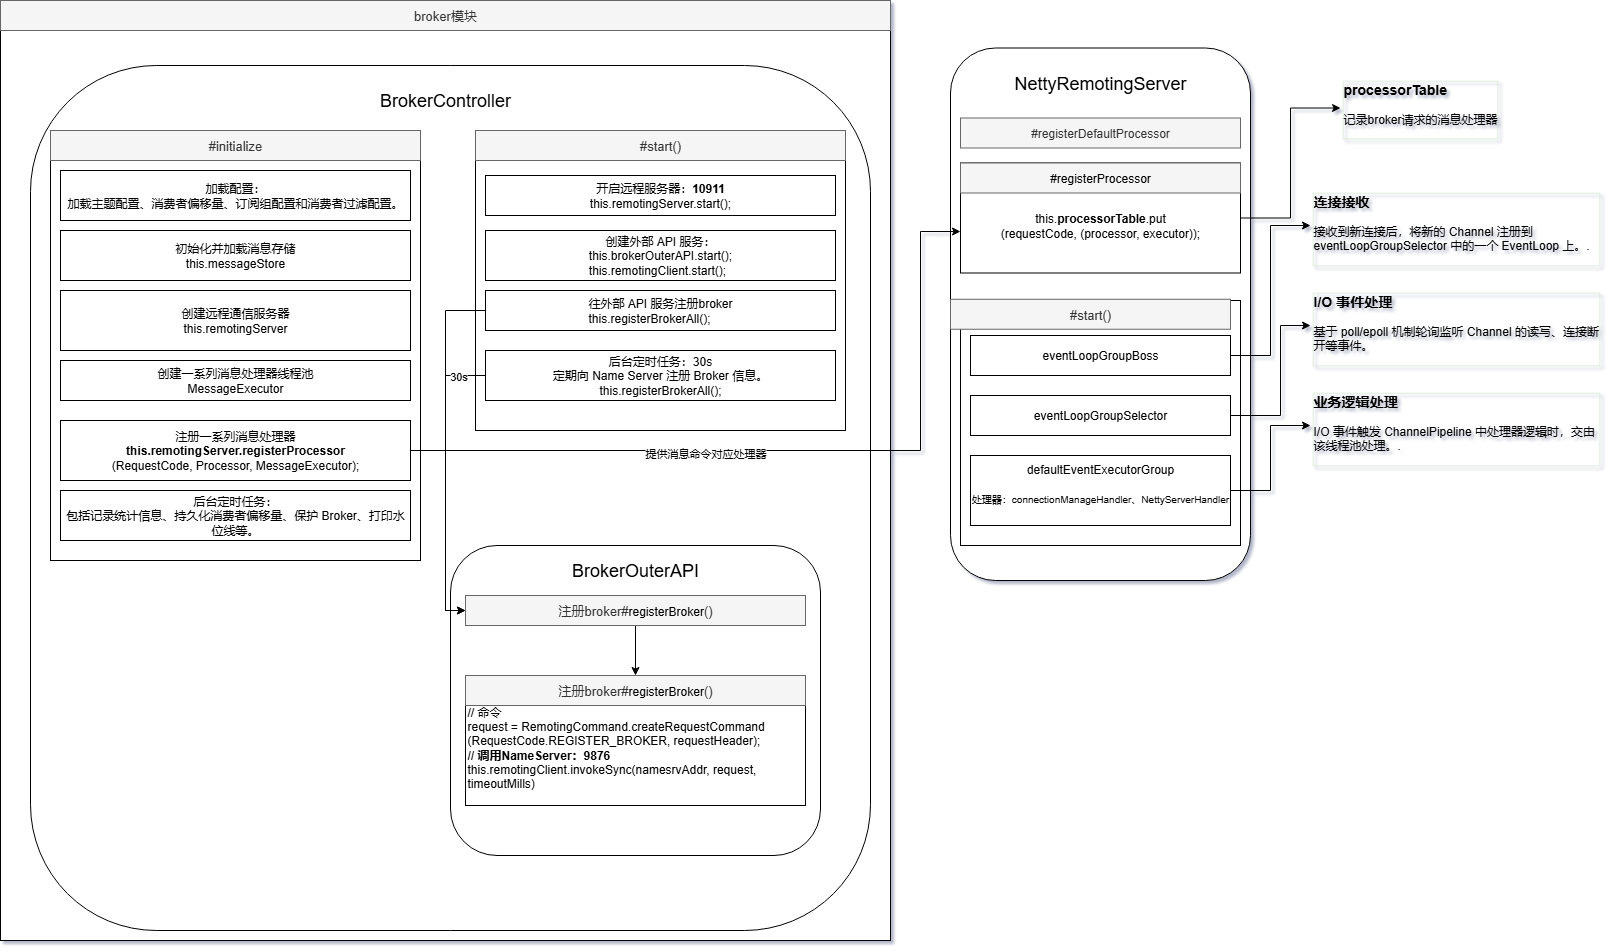 broker模块
BrokerController
#initialize
加载配置：
加载主题配置、消费者偏移量、订阅组配置和消费者过滤配置。
初始化并加载消息存储
this.messageStore
创建远程通信服务器
this.remotingServer
创建一系列消息处理器线程池
MessageExecutor
注册一系列消息处理器
this.remotingServer.registerProcessor
(RequestCode, Processor, MessageExecutor);
后台定时任务：
包括记录统计信息、持久化消费者偏移量、保护 Broker、打印水
位线等。
#start()
开启远程服务器：10911
this.remotingServer.start();
创建外部 API 服务：
this.brokerOuterAPI.start();
this.remotingClient.start();
往外部 API 服务注册broker
this.registerBrokerAll();
后台定时任务：30s
定期向 Name Server 注册 Broker 信息。
this.registerBrokerAll();
30s
提供消息命令对应处理器
BrokerOuterAPI
注册broker#registerBroker()
注册broker#registerBroker()
// 命令
request = RemotingCommand.createRequestCommand
(RequestCode.REGISTER_BROKER, requestHeader);
// 调用NameServer：9876
this.remotingClient.invokeSync(namesrvAddr, request,
timeoutMills)
NettyRemotingServer
#registerDefaultProcessor
#registerProcessor
this.processorTable.put
(requestCode, (processor, executor));
#start()
eventLoopGroupBoss
eventLoopGroupSelector
defaultEventExecutorGroup
处理器：connectionManageHandler、NettyServerHandler
processorTable
记录broker请求的消息处理器
连接接收
接收到新连接后，将新的 Channel 注册到
eventLoopGroupSelector 中的一个 EventLoop 上。.
I/O 事件处理
基于 poll/epoll 机制轮询监听 Channel 的读写、连接断
开等事件。
业务逻辑处理
I/O 事件触发 ChannelPipeline 中处理器逻辑时，交由
该线程池处理。.